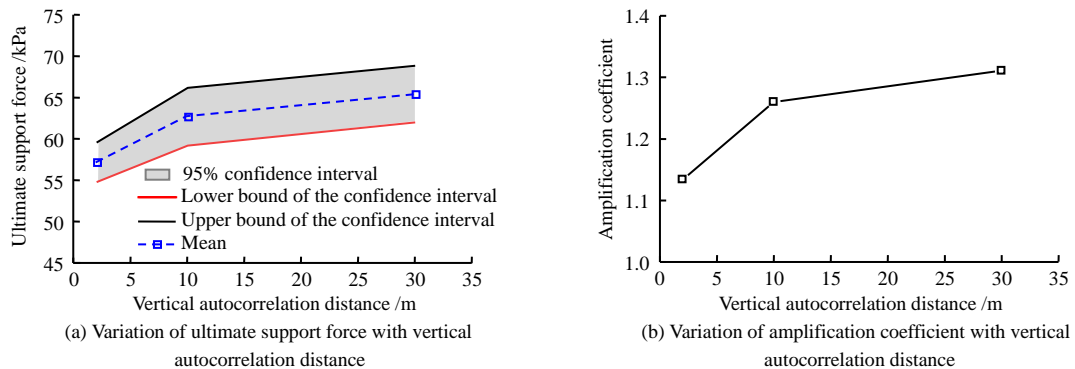 75
70
65
60
55
50
45
Ultimate support force /kPa
95% confidence interval
Lower bound of the confidence interval
Upper bound of the confidence interval
Mean
0 5 10 15 20 25 30 35
Vertical autocorrelation distance /m
(a) Variation of ultimate support force with vertical
autocorrelation distance
1.4
1.3
1.2
1.1
1.0
Amplification coefficient
0 5 10 15 20 25 30 35
Vertical autocorrelation distance /m
(b) Variation of amplification coefficient with vertical
autocorrelation distance